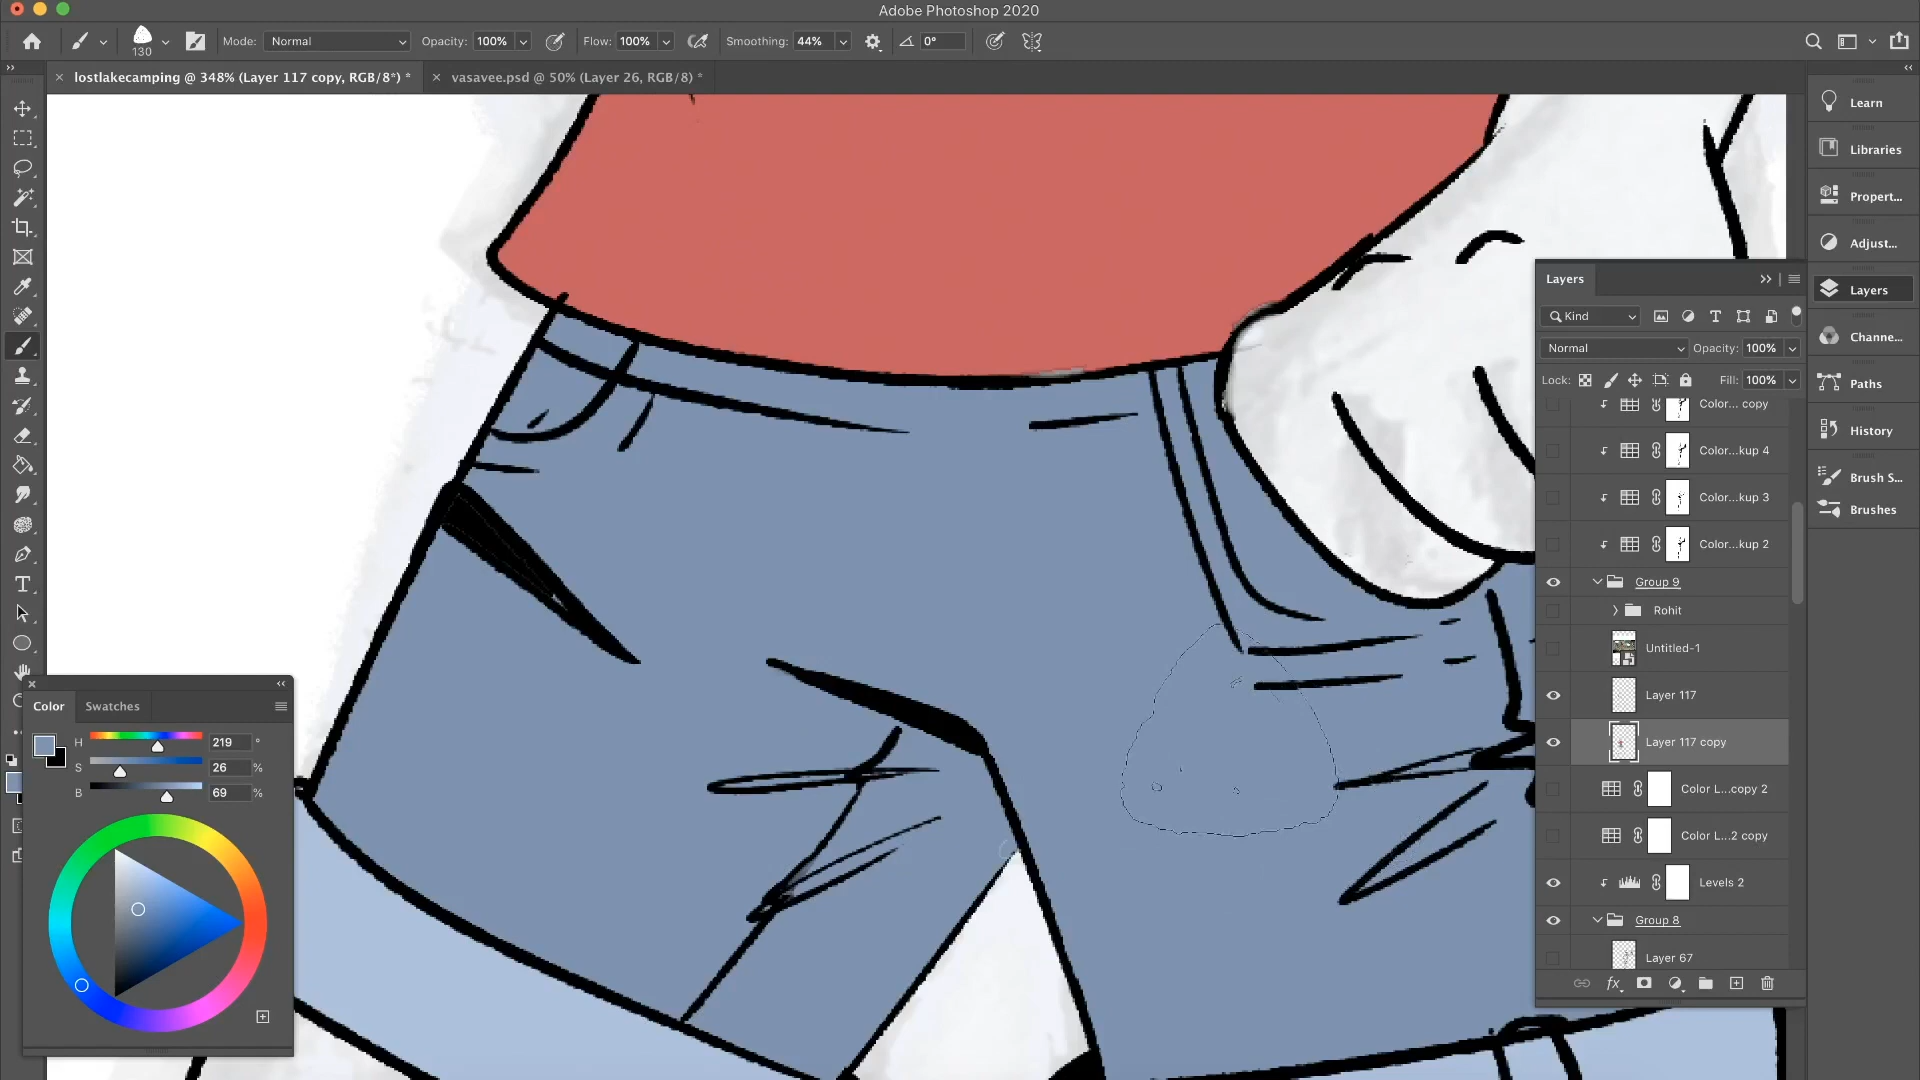 Adobe Photoshop 2020
130
Mode: Normal
Opacity: 100%
Flow: 100%
Smoothing: 44%
0°
lostlakecamping @ 348% (Layer 117 copy, RGB/8*) *
vasavee.psd @ 50% (Layer 26, RGB/8) *
Learn
Libraries
Propert...
Adjust...
Layers
Channe...
Paths
History
Brush S...
Brushes
Layers
Kind
Normal
Opacity: 100%
Lock:
Fill: 100%
Color... copy
Color...kup 4
Color...kup 3
Color...kup 2
Group 9
Rohit
Untitled-1
Layer 117
Layer 117 copy
Color L...copy 2
Color L...2 copy
Levels 2
Group 8
Layer 67
fx
Color
Swatches
H 219 °
S 26 %
B 69 %